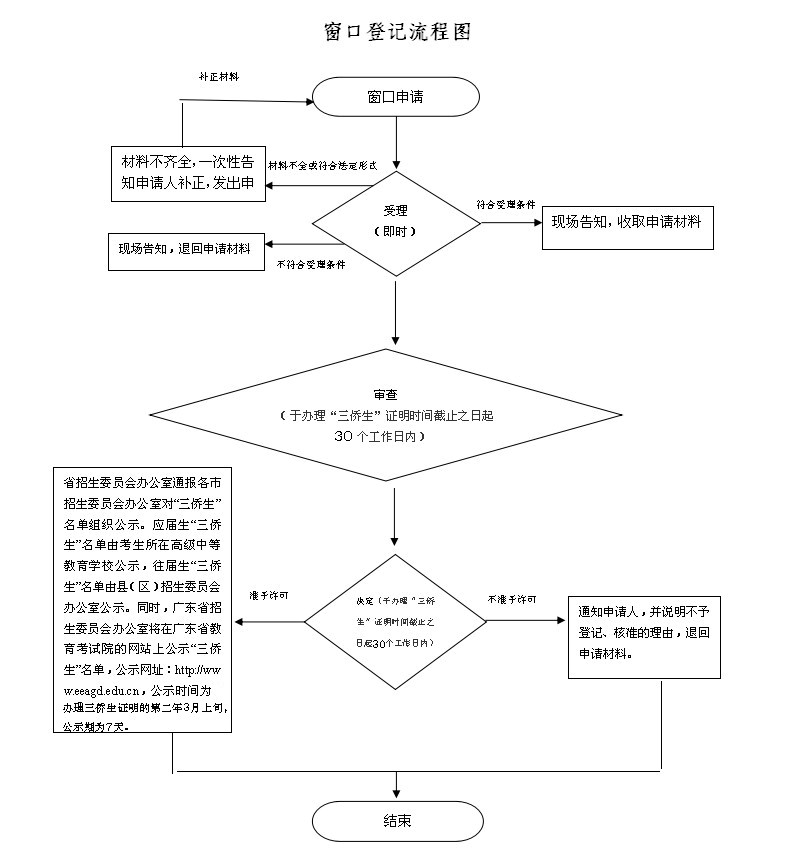 窗口登记流程图
补正材料
窗口申请
材料不齐全，一次性告
知申请人补正，发出申
材料不全或符合法定形式
受理
（即时）
符合受理条件
现场告知，收取申请材料
现场告知，退回申请材料
不符合受理条件
审查
（于办理“三侨生”证明时间截止之日起
30个工作日内）
省招生委员会办公室通报各市
招生委员会办公室对“三侨生”
名单组织公示。应届生“三侨
生”名单由考生所在高级中等
教育学校公示，往届生“三侨
生”名单由县（区）招生委员会
办公室公示。同时，广东省招
生委员会办公室将在广东省教
育考试院的网站上公示“三侨
生”名单，公示网址：http://ww
w.eeagd.edu.cn，公示时间为
办理三侨生证明的第二年3月上旬，
公示期为7天。
准予许可
决定（于办理“三侨
生”证明时间截止之
日起30个工作日内）
不准予许可
通知申请人，并说明不予
登记、核准的理由，退回
申请材料。
结束